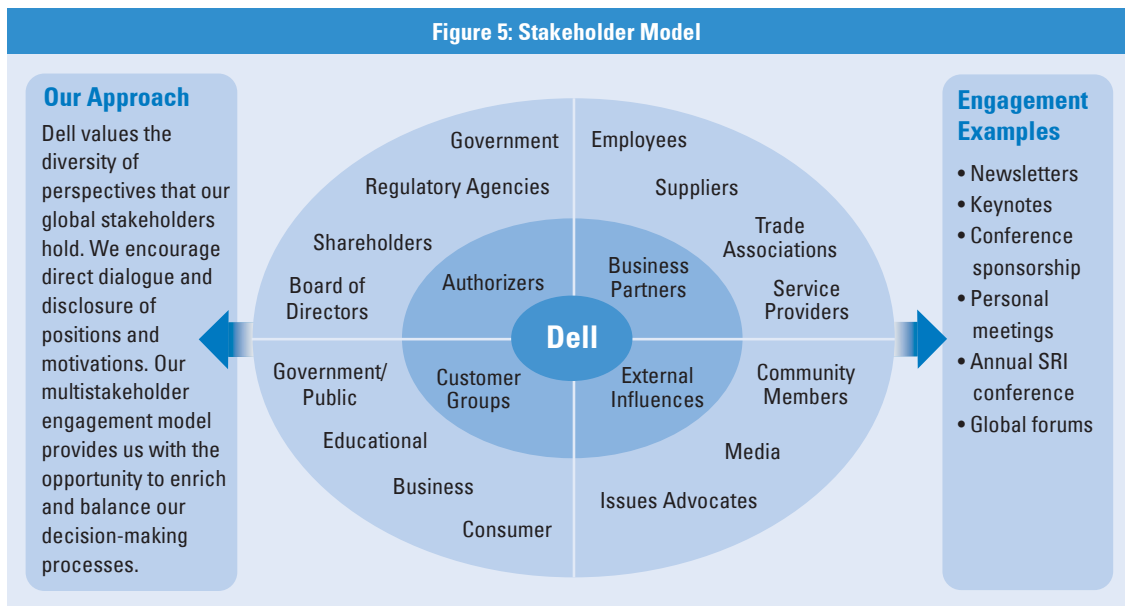 Figure 5: Stakeholder Model
Our Approach
Dell values the
diversity of
perspectives that our
global stakeholders
hold. We encourage
direct dialogue and
disclosure of
positions and
motivations. Our
multistakeholder
engagement model
provides us with the
opportunity to enrich
and balance our
decision-making
processes.
Government
Regulatory Agencies
Shareholders
Board of
Directors
Authorizers
Employees
Suppliers
Trade
Associations
Service
Providers
Business
Partners
Dell
Government/
Public
Educational
Business
Consumer
Customer
Groups
External
Influences
Community
Members
Media
Issues Advocates
Engagement
Examples
• Newsletters
• Keynotes
• Conference
sponsorship
• Personal
meetings
• Annual SRI
conference
• Global forums